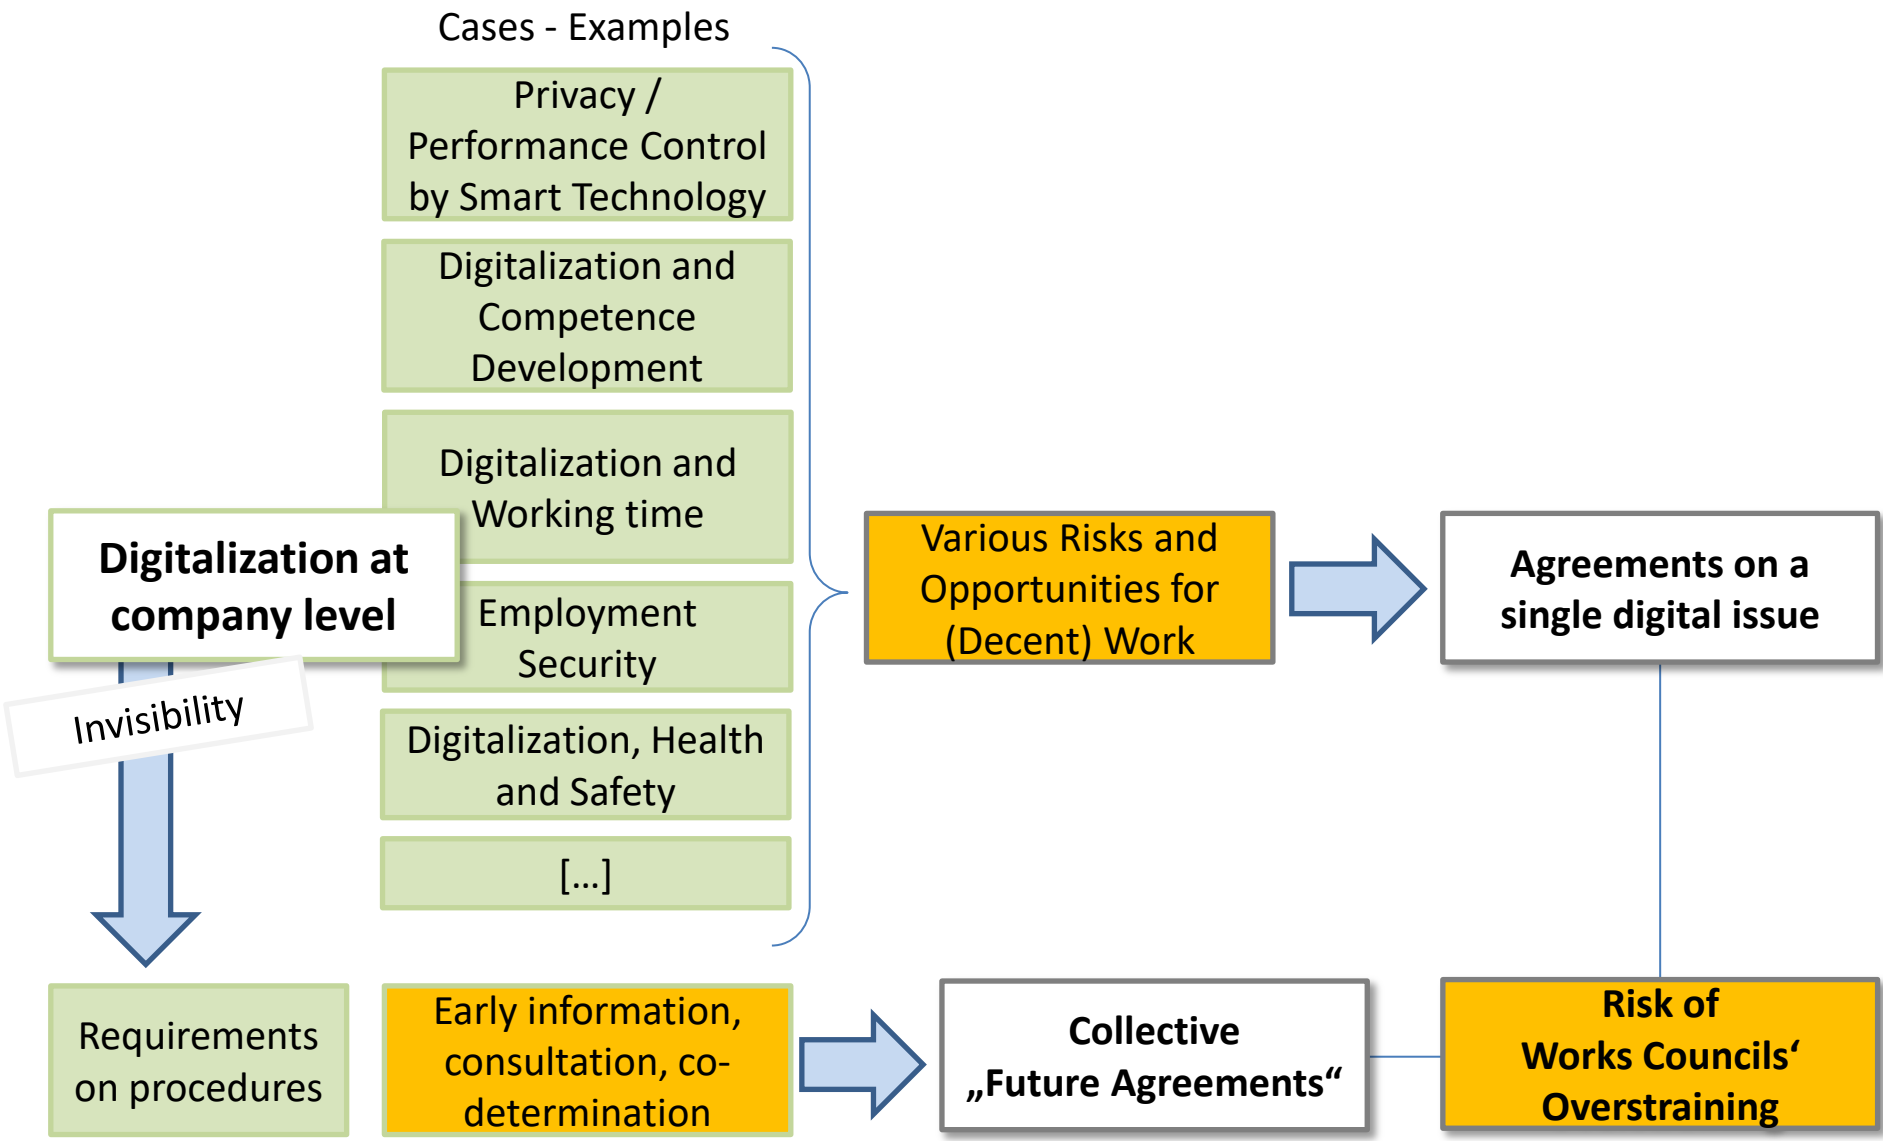 Cases - Examples
Privacy /
Performance Control
by Smart Technology
Digitalization and
Competence
Development
Digitalization and
Working time
Digitalization at
company level
Employment
Security
Invisibility
Digitalization, Health
and Safety
[…]
Various Risks and
Opportunities for
(Decent) Work
Agreements on a
single digital issue
Requirements
on procedures
Early information,
consultation, co-
determination
Collective
„Future Agreements“
Risk of
Works Councils‘
Overstraining